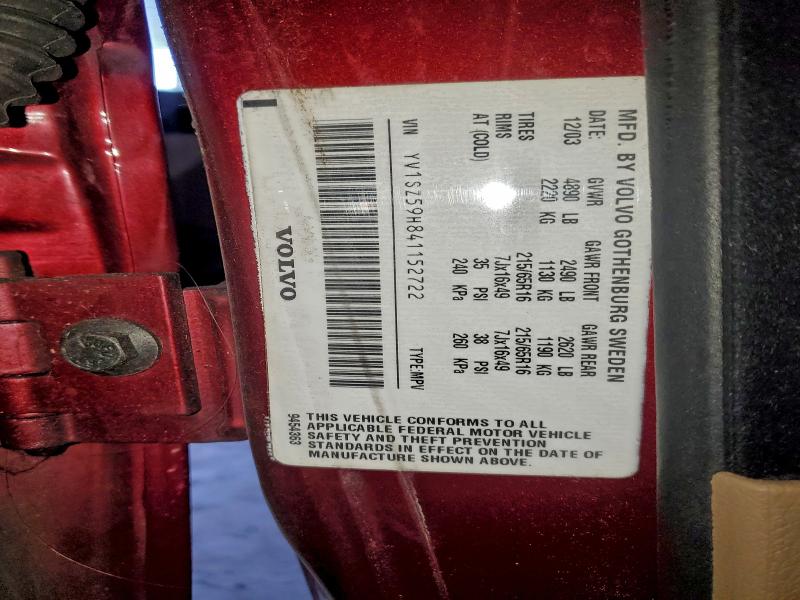 MFD. BY VOLVO GOTHENBURG SWEDEN
DATE: GVWR GAWR FRONT GAWR REAR
12/03 4890 LB 2490 LB 2620 LB
2220 KG 1130 KG 1190 KG
TIRES 215/65R16 215/65R16
RIMS 7Jx16x49 7Jx16x49
AT (COLD) 35 PSI 38 PSI
240 KPa 260 KPa
VIN YV1SZ59H841152722 TYPE:MPV
VOLVO
THIS VEHICLE CONFORMS TO ALL
APPLICABLE FEDERAL MOTOR VEHICLE
SAFETY AND THEFT PREVENTION
STANDARDS IN EFFECT ON THE DATE OF
MANUFACTURE SHOWN ABOVE.
9454363